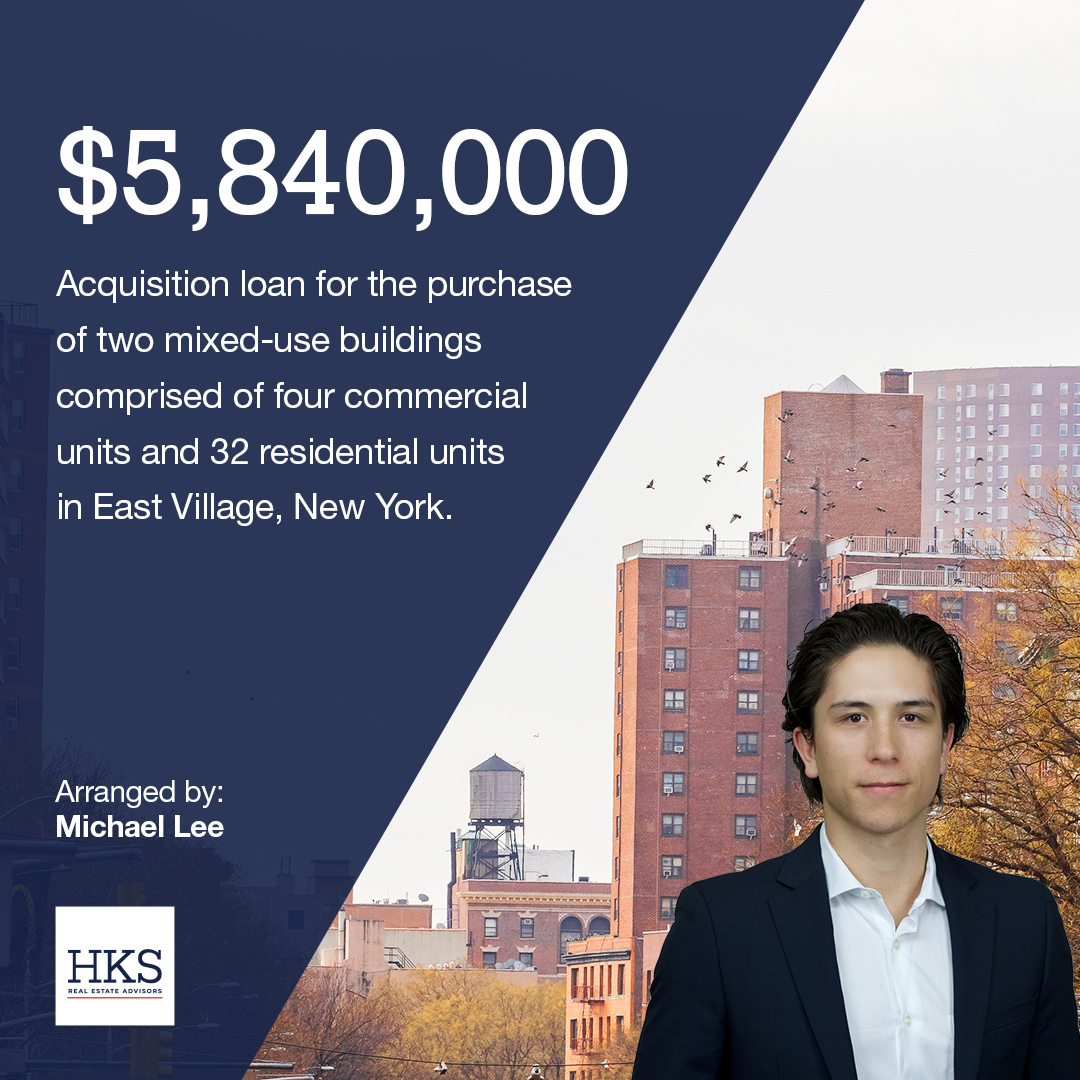 $5,840,000
Acquisition loan for the purchase
of two mixed-use buildings
comprised of four commercial
units and 32 residential units
in East Village, New York.
Arranged by:
Michael Lee
HKS
REAL ESTATE ADVISORS